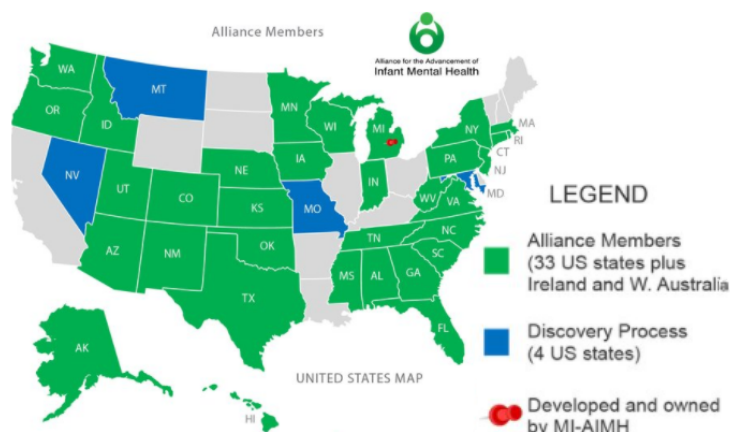 Alliance Members
Alliance for the Advancement of
Infant Mental Health
WA
MT
OR
ID
MN
WI
MI
NY
MA
RI
CT
NJ
PA
MD
NV
UT
CO
NE
IA
IN
WV
VA
KS
MO
AZ
NM
OK
TN
NC
SC
TX
MS
AL
GA
FL
AK
HI
UNITED STATES MAP
LEGEND
Alliance Members
(33 US states plus
Ireland and W. Australia
Discovery Process
(4 US states)
Developed and owned
by MI-AIMH